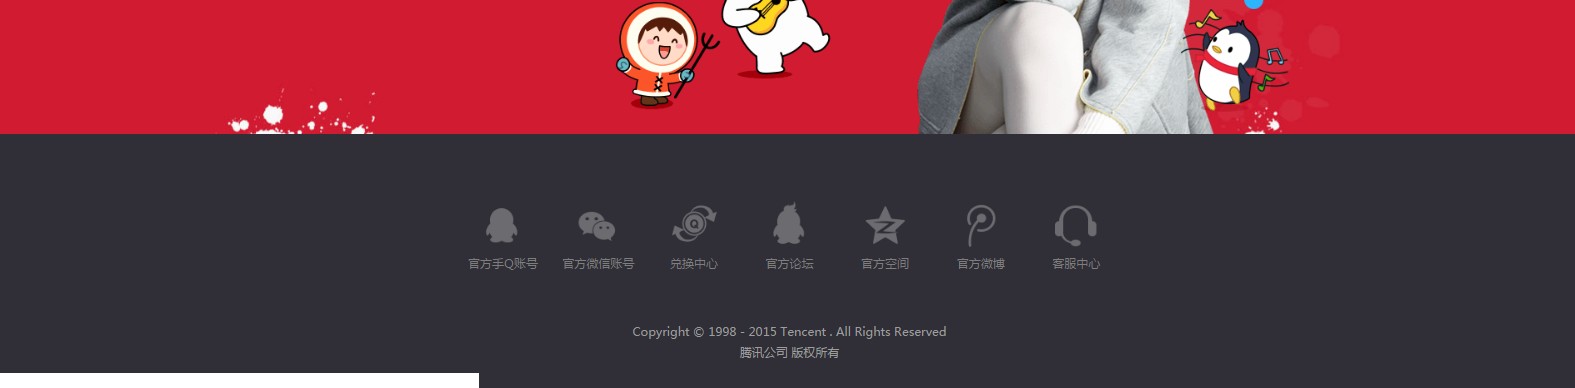 官方手Q账号 官方微信账号 兑换中心 官方论坛 官方空间 官方微博 客服中心
Copyright © 1998 - 2015 Tencent . All Rights Reserved
腾讯公司 版权所有